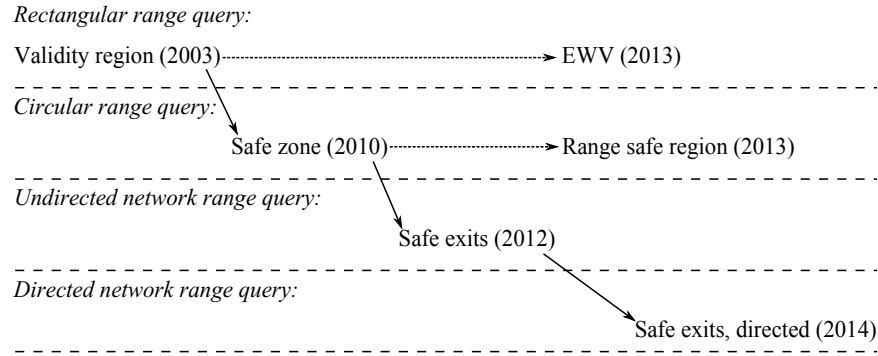 Rectangular range query:
Validity region (2003) EWV (2013)
Circular range query:
Safe zone (2010) Range safe region (2013)
Undirected network range query:
Safe exits (2012)
Directed network range query:
Safe exits, directed (2014)